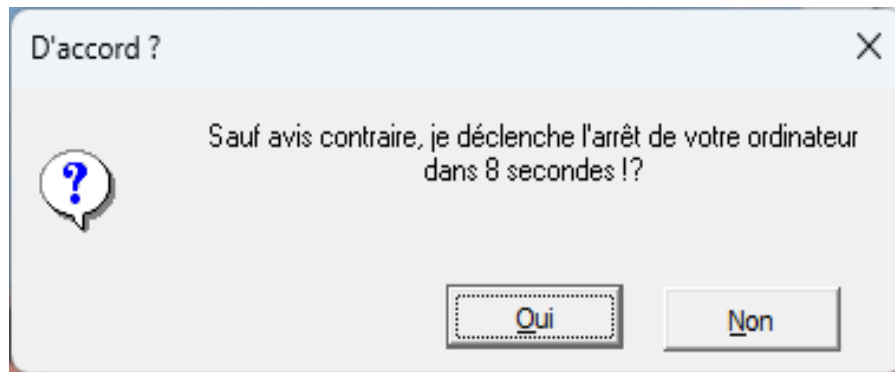 D'accord ?
Sauf avis contraire, je déclenche l'arrêt de votre ordinateur
dans 8 secondes !?
?
Oui
Non